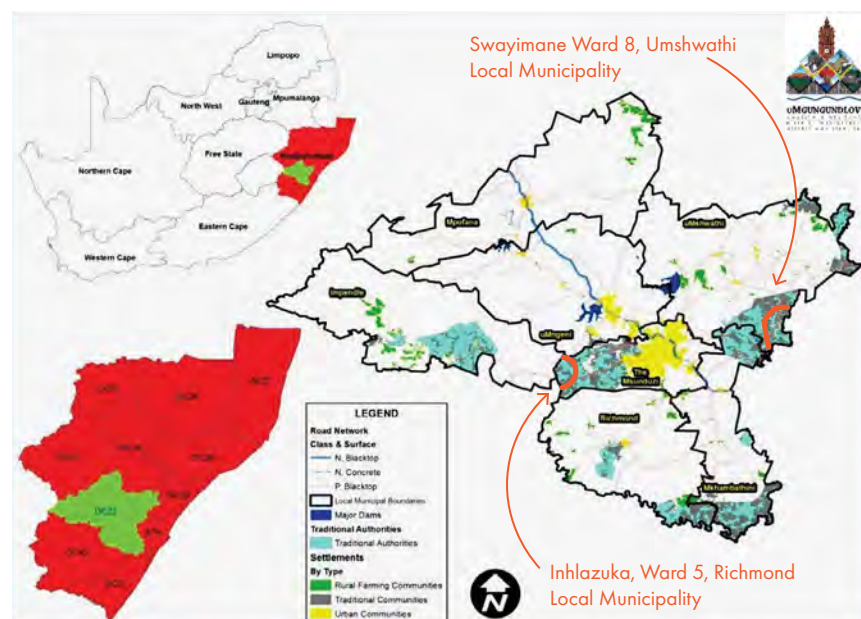 Swayimane Ward 8, Umshwathi
Local Municipality
Limpopo
North West
Gauteng
Mpumalanga
Free State
Northern Cape
Eastern Cape
Western Cape
Mpofana
uMshwathi
Impendle
uMngeni
The
Msunduzi
Richmond
Mkhambathini
DC22
LEGEND
Road Network
Class & Surface
N, Blacktop
N, Concrete
P, Blacktop
Local Municipal Boundaries
Major Dams
Traditional Authorities
Traditional Authorities
Settlements
By Type
Rural Farming Communities
Traditional Communities
Urban Communities
N
Inhlazuka, Ward 5, Richmond
Local Municipality